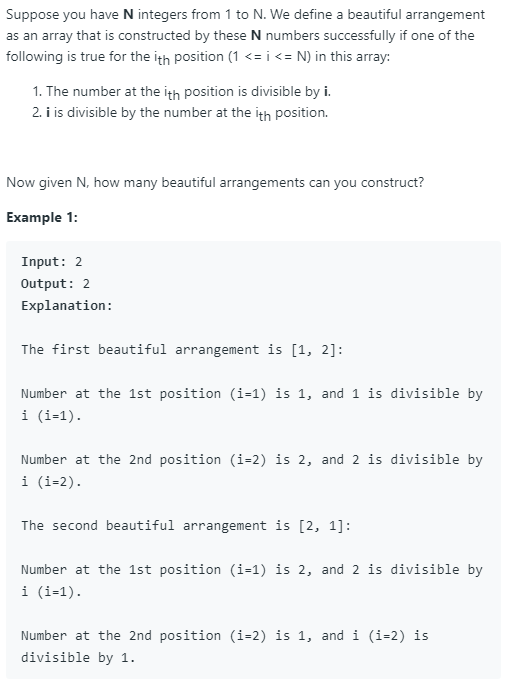 Suppose you have N integers from 1 to N. We define a beautiful arrangement
as an array that is constructed by these N numbers successfully if one of the
following is true for the ith position (1 <= i <= N) in this array:
1. The number at the ith position is divisible by i.
2. i is divisible by the number at the ith position.
Now given N, how many beautiful arrangements can you construct?
Example 1:
Input: 2
Output: 2
Explanation:
The first beautiful arrangement is [1, 2]:
Number at the 1st position (i=1) is 1, and 1 is divisible by
i (i=1).
Number at the 2nd position (i=2) is 2, and 2 is divisible by
i (i=2).
The second beautiful arrangement is [2, 1]:
Number at the 1st position (i=1) is 2, and 2 is divisible by
i (i=1).
Number at the 2nd position (i=2) is 1, and i (i=2) is
divisible by 1.